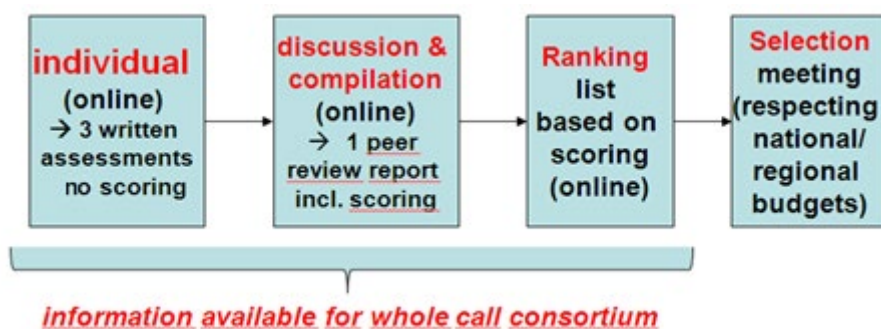 individual
(online)
→ 3 written
assessments
no scoring
discussion &
compilation
(online)
→ 1 peer
review report
incl. scoring
Ranking
list
based on
scoring
(online)
Selection
meeting
(respecting
national/
regional
budgets)
information available for whole call consortium